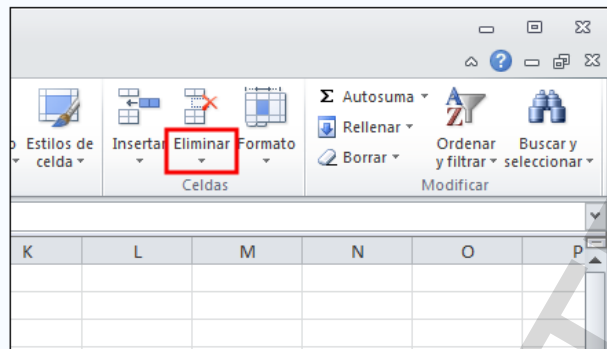 Σ Autosuma
Rellenar
Borrar
o Estilos de
celda
Insertar Eliminar Formato
Ordenar
y filtrar
Buscar y
seleccionar
Celdas
Modificar
K L M N O P